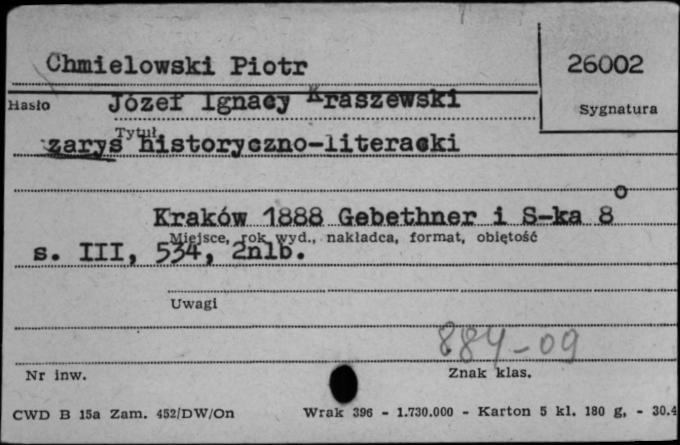 Chmielowski Piotr
26002
Hasło
Józef Ignacy Kraszewski
Sygnatura
Tytuł
zarys historyczno-literacki
Kraków 1888 Gebethner i S-ka 8º
Miejsce, rok wyd., nakładca, format, objętość
s. III, 534, 2nlb.
Uwagi
884-09
Nr inw.
Znak klas.
CWD B 15a Zam. 452/DW/On
Wrak 396 - 1.730.000 - Karton 5 kl. 180 g, - 30.4